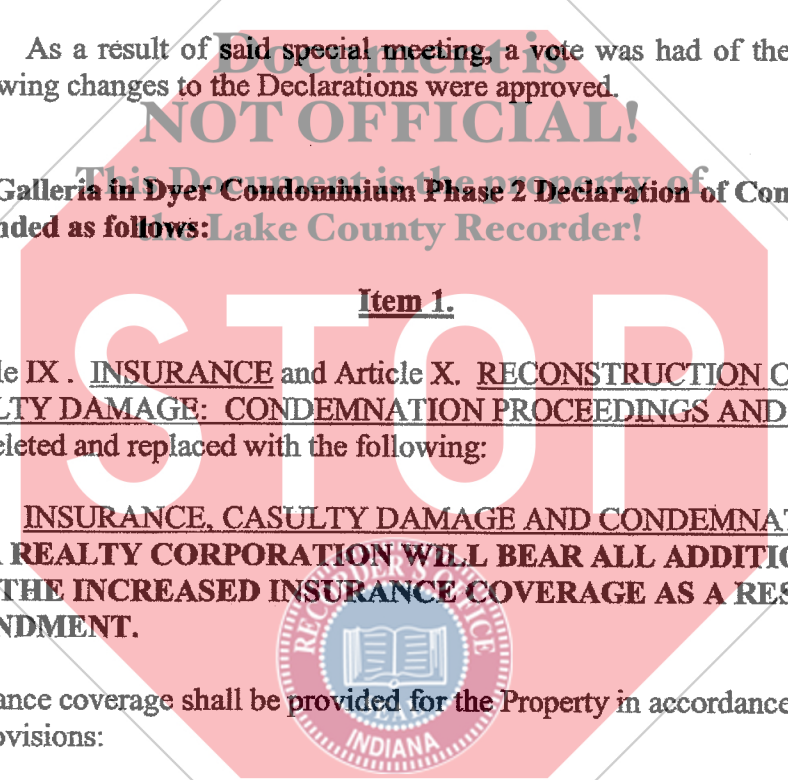 As a result of said special meeting, a vote was had of the
Document is
wing changes to the Declarations were approved.
NOT OFFICIAL!
This Document is the property of
Galleria in Dyer Condominium Phase 2 Declaration of Con
nded as follows:
the Lake County Recorder!
Item 1.
STOP
le IX . INSURANCE and Article X. RECONSTRUCTION C
LTY DAMAGE: CONDEMNATION PROCEEDINGS AND
eleted and replaced with the following:
INSURANCE, CASULTY DAMAGE AND CONDEMNAT
A REALTY CORPORATION WILL BEAR ALL ADDITIO
THE INCREASED INSURANCE COVERAGE AS A RES
NDMENT.
RECORDER'S OFFICE
SEAL
INDIANA
ance coverage shall be provided for the Property in accordance
ovisions: